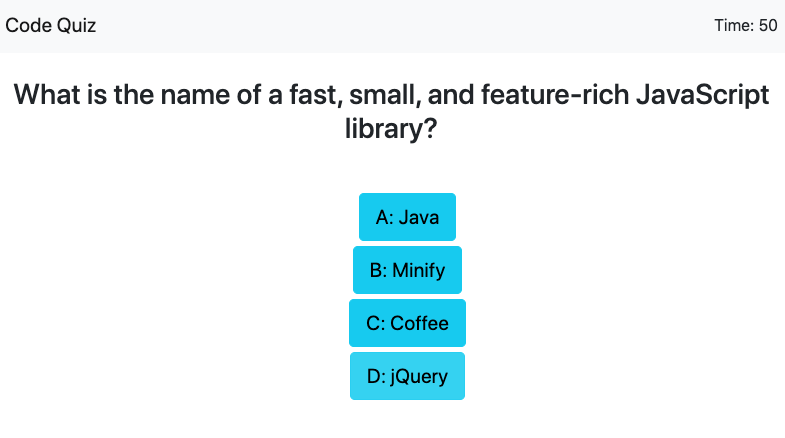 Code Quiz
Time: 50
What is the name of a fast, small, and feature-rich JavaScript
library?
A: Java
B: Minify
C: Coffee
D: jQuery